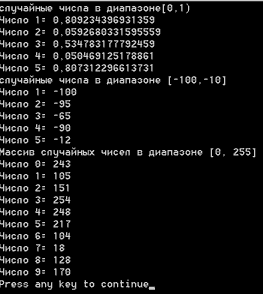 случайные числа в диапазоне[0,1)
Число 1= 0,809234396931359
Число 2= 0,0592680331595559
Число 3= 0,534783177792459
Число 4= 0,050469125178861
Число 5= 0,807312296613731
случайные числа в диапазоне [-100,-10]
Число 1= -100
Число 2= -95
Число 3= -65
Число 4= -90
Число 5= -12
Массив случайных чисел в диапазоне [0, 255]
Число 0= 243
Число 1= 105
Число 2= 151
Число 3= 254
Число 4= 248
Число 5= 217
Число 6= 104
Число 7= 18
Число 8= 128
Число 9= 170
Press any key to continue_